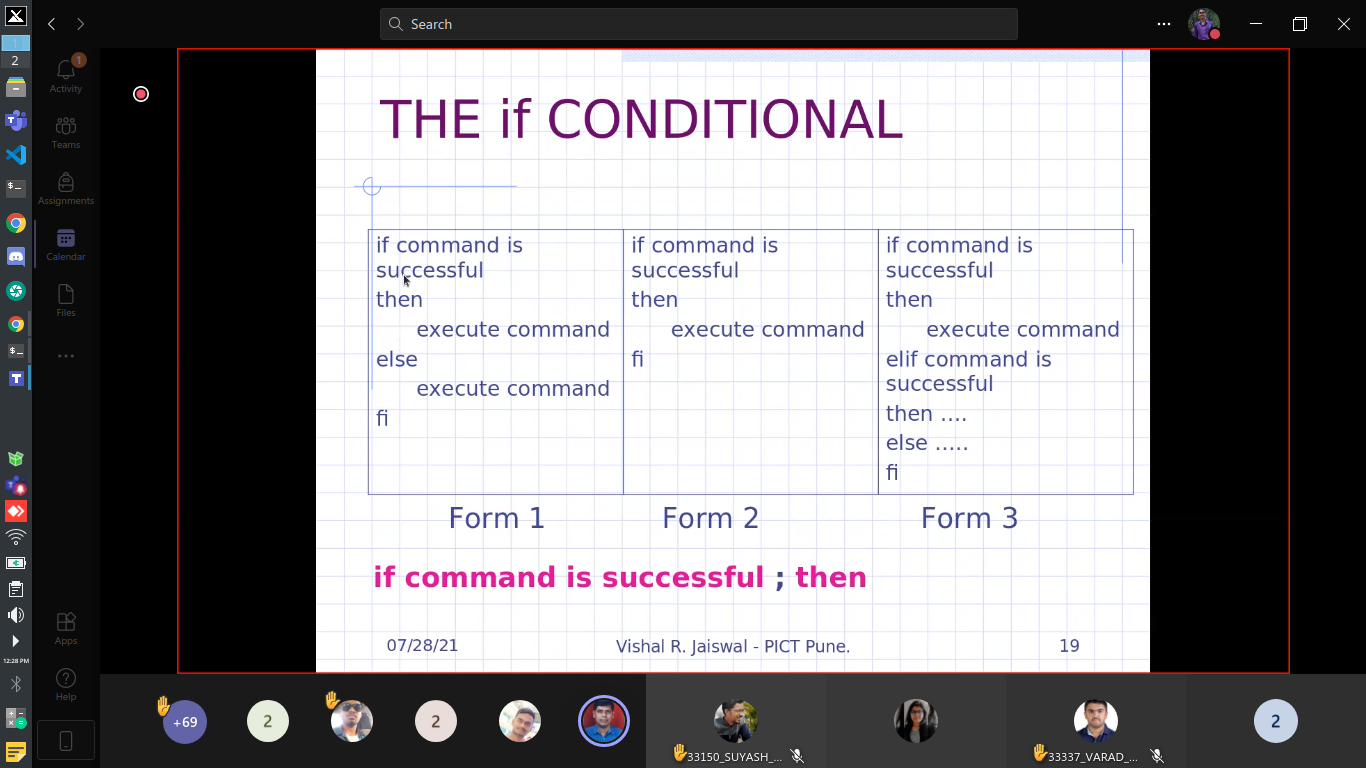 Search
1
2
1
Activity
Teams
Assignments
Calendar
Files
Apps
Help
12:28 PM
THE if CONDITIONAL
if command is
successful
then
execute command
else
execute command
fi
if command is
successful
then
execute command
fi
if command is
successful
then
execute command
elif command is
successful
then ....
else .....
fi
Form 1
Form 2
Form 3
if command is successful ; then
07/28/21
Vishal R. Jaiswal - PICT Pune.
19
+69
2
2
33150_SUYASH_...
33337_VARAD_...
2